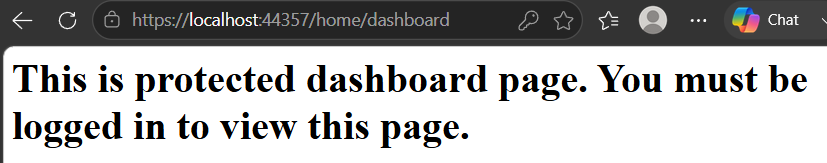 https://localhost:44357/home/dashboard
Chat
This is protected dashboard page. You must be
logged in to view this page.